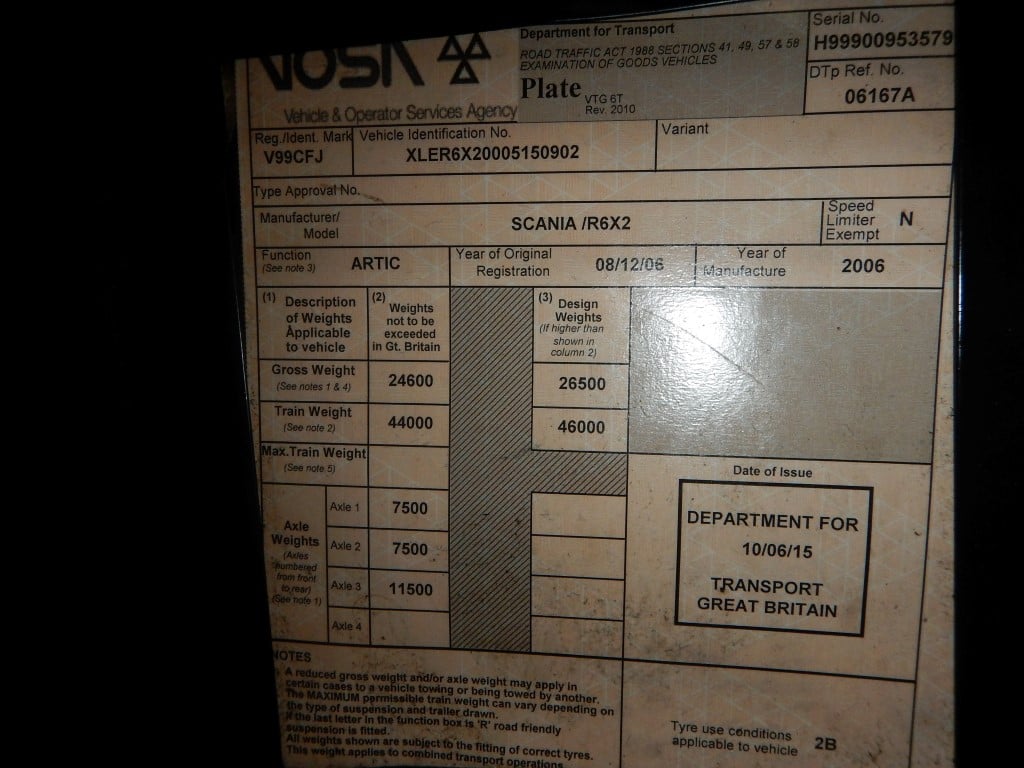 VOSA
Vehicle & Operator Services Agency
Department for Transport
ROAD TRAFFIC ACT 1988 SECTIONS 41, 49, 57 & 58
EXAMINATION OF GOODS VEHICLES
Plate VTG 6T
Rev. 2010
Serial No.
H99900953579
DTp Ref. No.
06167A
Reg./Ident. Mark
V99CFJ
Vehicle Identification No.
XLER6X20005150902
Variant
Type Approval No.
Manufacturer/
Model
SCANIA /R6X2
Speed
Limiter
Exempt
N
Function
(See note 3)
ARTIC
Year of Original
Registration
08/12/06
Year of
Manufacture
2006
(1) Description
of Weights
Applicable
to vehicle
(2) Weights
not to be
exceeded
in Gt. Britain
(3) Design
Weights
(If higher than
shown in
column 2)
Gross Weight
(See notes 1 & 4)
24600
26500
Train Weight
(See note 2)
44000
46000
Max.Train Weight
(See note 5)
Axle
Weights
(Axles
numbered
from front
to rear)
(See note 1)
Axle 1
7500
Axle 2
7500
Axle 3
11500
Axle 4
Date of Issue
DEPARTMENT FOR
10/06/15
TRANSPORT
GREAT BRITAIN
NOTES
A reduced gross weight and/or axle weight may apply in
certain cases to a vehicle towing or being towed by another.
The MAXIMUM permissible train weight can vary depending on
the type of suspension and trailer drawn.
If the last letter in the function box is 'R' road friendly
suspension is fitted.
All weights shown are subject to the fitting of correct tyres.
This weight applies to combined transport operations
Tyre use conditions
applicable to vehicle
2B